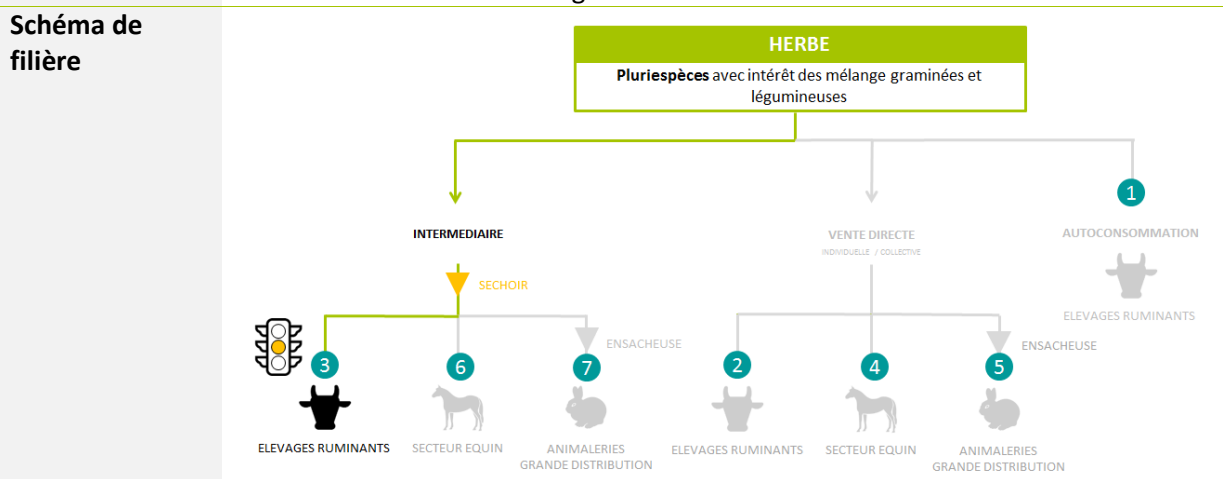 Schéma de
filière
HERBE
Pluriespèces avec intérêt des mélange graminées et
légumineuses
1
INTERMEDIAIRE
VENTE DIRECTE
INDIVIDUELLE / COLLECTIVE
AUTOCONSOMMATION
SECHOIR
ELEVAGES RUMINANTS
ENSACHEUSE
ENSACHEUSE
3
6
7
2
4
5
ELEVAGES RUMINANTS
SECTEUR EQUIN
ANIMALERIES
GRANDE DISTRIBUTION
ELEVAGES RUMINANTS
SECTEUR EQUIN
ANIMALERIES
GRANDE DISTRIBUTION